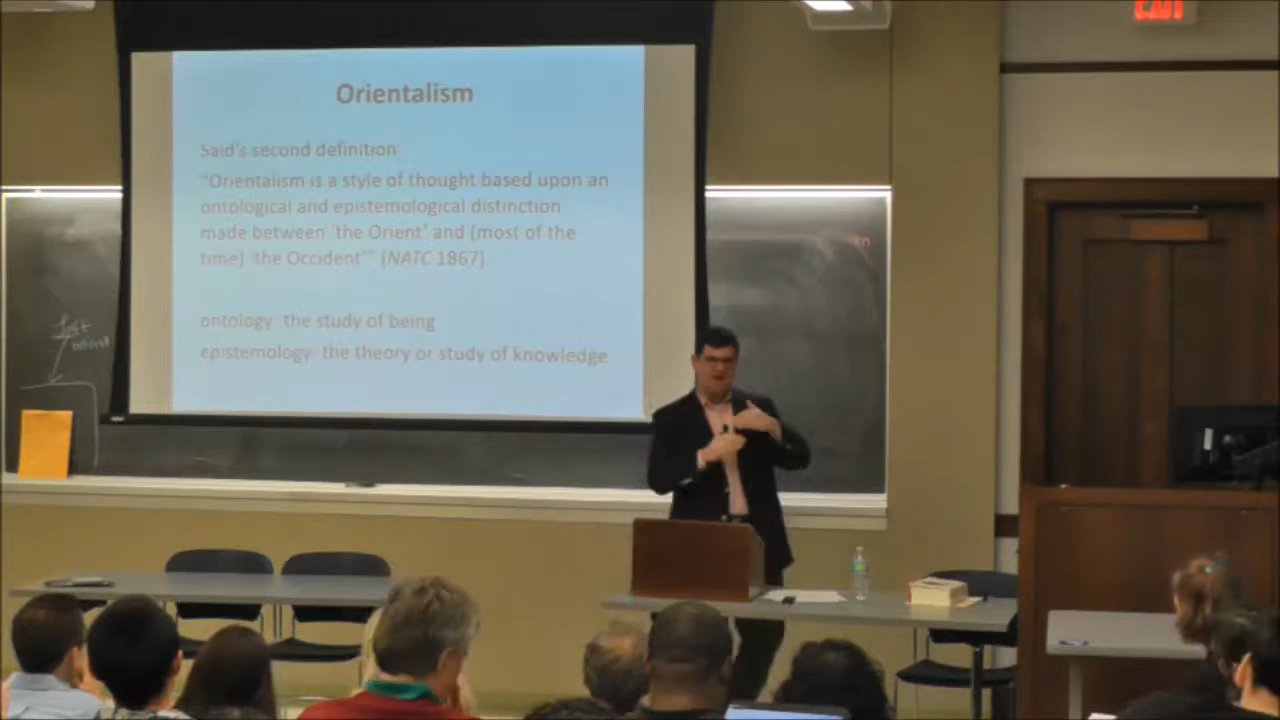 EXIT
Orientalism
Said's second definition
"Orientalism is a style of thought based upon an
ontological and epistemological distinction
made between 'the Orient' and (most of the
time) 'the Occident'" (NATC 1867).
ontology: the study of being
epistemology: the theory or study of knowledge
left
behind